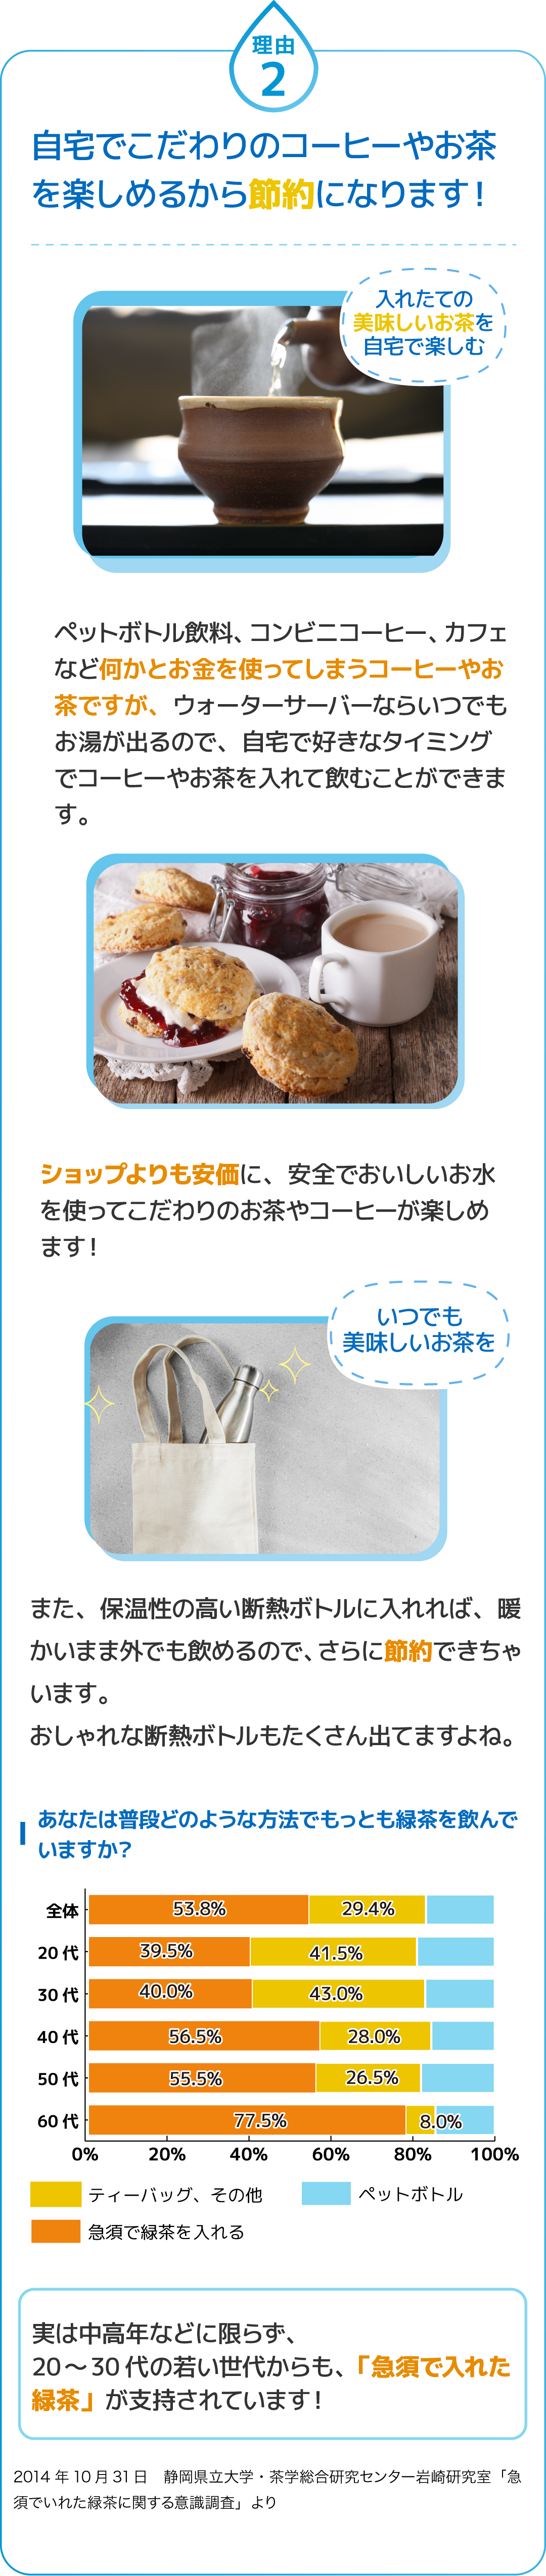 理由
2
自宅でこだわりのコーヒーやお茶
を楽しめるから節約になります！
入れたての
美味しいお茶を
自宅で楽しむ
ペットボトル飲料、コンビニコーヒー、カフェ
など何かとお金を使ってしまうコーヒーやお
茶ですが、ウォーターサーバーならいつでも
お湯が出るので、自宅で好きなタイミング
でコーヒーやお茶を入れて飲むことができま
す。
ショップよりも安価に、安全でおいしいお水
を使ってこだわりのお茶やコーヒーが楽しめ
ます！
いつでも
美味しいお茶を
また、保温性の高い断熱ボトルに入れれば、暖
かいまま外でも飲めるので、さらに節約できちゃ
います。
おしゃれな断熱ボトルもたくさん出てますよね。
あなたは普段どのような方法でもっとも緑茶を飲んで
いますか？
全体 53.8% 29.4%
20代 39.5% 41.5%
30代 40.0% 43.0%
40代 56.5% 28.0%
50代 55.5% 26.5%
60代 77.5% 8.0%
0% 20% 40% 60% 80% 100%
ティーバッグ、その他 ペットボトル
急須で緑茶を入れる
実は中高年などに限らず、
20〜30代の若い世代からも、「急須で入れた
緑茶」が支持されています！
2014年10月31日　静岡県立大学・茶学総合研究センター岩崎研究室「急
須でいれた緑茶に関する意識調査」より